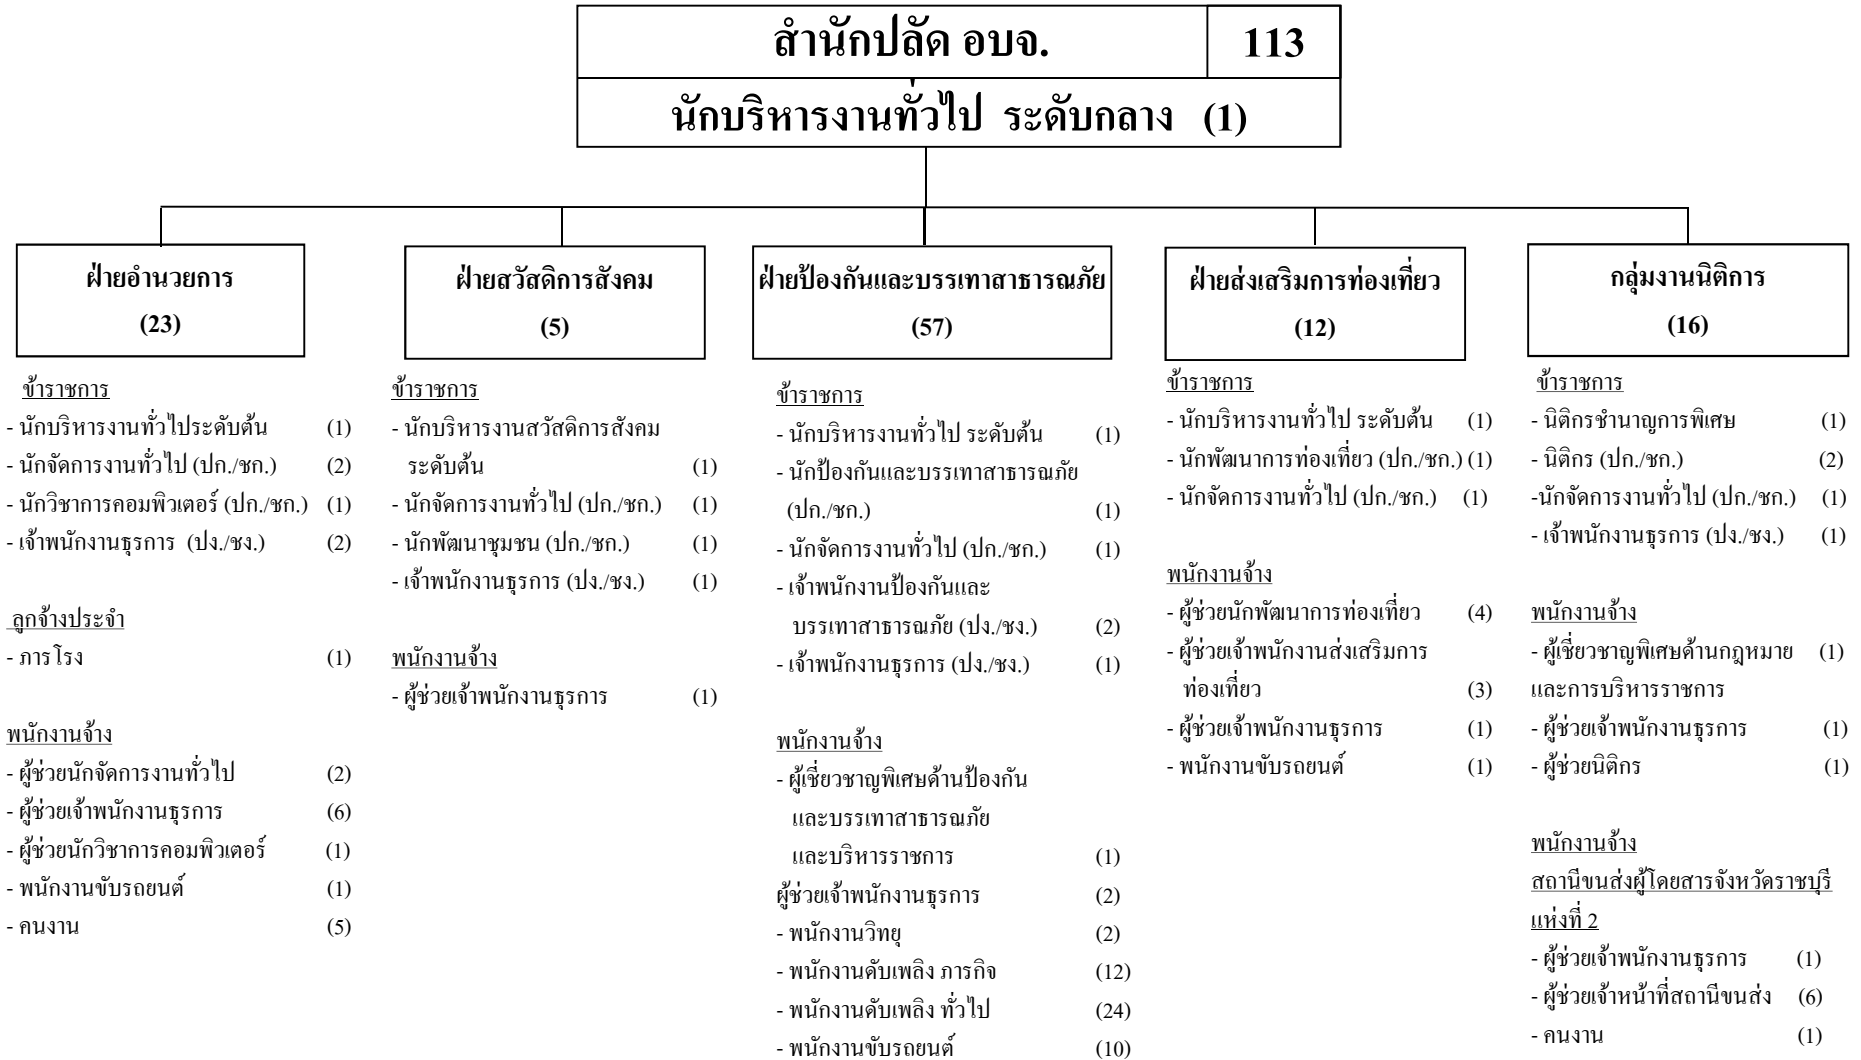 สำนักปลัด อบจ. 113
นักบริหารงานทั่วไป ระดับกลาง (1)
ฝ่ายอำนวยการ
(23)
ข้าราชการ
- นักบริหารงานทั่วไประดับต้น (1)
- นักจัดการงานทั่วไป (ปก./ชก.) (2)
- นักวิชาการคอมพิวเตอร์ (ปก./ชก.) (1)
- เจ้าพนักงานธุรการ (ปง./ชง.) (2)
ลูกจ้างประจำ
- ภารโรง (1)
พนักงานจ้าง
- ผู้ช่วยนักจัดการงานทั่วไป (2)
- ผู้ช่วยเจ้าพนักงานธุรการ (6)
- ผู้ช่วยนักวิชาการคอมพิวเตอร์ (1)
- พนักงานขับรถยนต์ (1)
- คนงาน (5)
ฝ่ายสวัสดิการสังคม
(5)
ข้าราชการ
- นักบริหารงานสวัสดิการสังคม
ระดับต้น (1)
- นักจัดการงานทั่วไป (ปก./ชก.) (1)
- นักพัฒนาชุมชน (ปก./ชก.) (1)
- เจ้าพนักงานธุรการ (ปง./ชง.) (1)
พนักงานจ้าง
- ผู้ช่วยเจ้าพนักงานธุรการ (1)
ฝ่ายป้องกันและบรรเทาสาธารณภัย
(57)
ข้าราชการ
- นักบริหารงานทั่วไป ระดับต้น (1)
- นักป้องกันและบรรเทาสาธารณภัย
(ปก./ชก.) (1)
- นักจัดการงานทั่วไป (ปก./ชก.) (1)
- เจ้าพนักงานป้องกันและ
บรรเทาสาธารณภัย (ปง./ชง.) (2)
- เจ้าพนักงานธุรการ (ปง./ชง.) (1)
พนักงานจ้าง
- ผู้เชี่ยวชาญพิเศษด้านป้องกัน
และบรรเทาสาธารณภัย
และบริหารราชการ (1)
ผู้ช่วยเจ้าพนักงานธุรการ (2)
- พนักงานวิทยุ (2)
- พนักงานดับเพลิง ภารกิจ (12)
- พนักงานดับเพลิง ทั่วไป (24)
- พนักงานขับรถยนต์ (10)
ฝ่ายส่งเสริมการท่องเที่ยว
(12)
ข้าราชการ
- นักบริหารงานทั่วไป ระดับต้น (1)
- นักพัฒนาการท่องเที่ยว (ปก./ชก.) (1)
- นักจัดการงานทั่วไป (ปก./ชก.) (1)
พนักงานจ้าง
- ผู้ช่วยนักพัฒนาการท่องเที่ยว (4)
- ผู้ช่วยเจ้าพนักงานส่งเสริมการ
ท่องเที่ยว (3)
- ผู้ช่วยเจ้าพนักงานธุรการ (1)
- พนักงานขับรถยนต์ (1)
กลุ่มงานนิติการ
(16)
ข้าราชการ
- นิติกรชำนาญการพิเศษ (1)
- นิติกร (ปก./ชก.) (2)
-นักจัดการงานทั่วไป (ปก./ชก.) (1)
- เจ้าพนักงานธุรการ (ปง./ชง.) (1)
พนักงานจ้าง
- ผู้เชี่ยวชาญพิเศษด้านกฎหมาย (1)
และการบริหารราชการ
- ผู้ช่วยเจ้าพนักงานธุรการ (1)
- ผู้ช่วยนิติกร (1)
พนักงานจ้าง
สถานีขนส่งผู้โดยสารจังหวัดราชบุรี
แห่งที่ 2
- ผู้ช่วยเจ้าพนักงานธุรการ (1)
- ผู้ช่วยเจ้าหน้าที่สถานีขนส่ง (6)
- คนงาน (1)